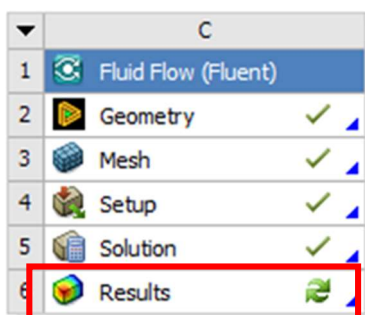 C
1 Fluid Flow (Fluent)
2 Geometry
3 Mesh
4 Setup
5 Solution
6 Results